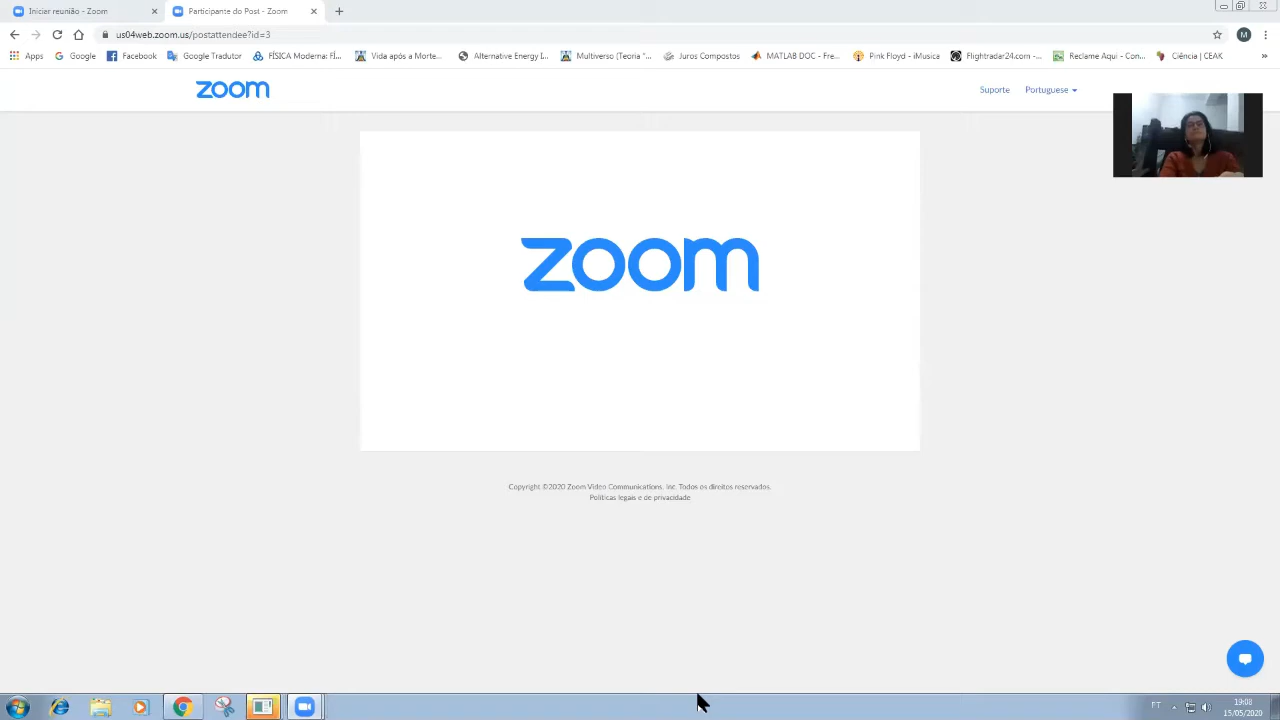 Iniciar reunião - Zoom
Participante do Post - Zoom
us04web.zoom.us/postattendee?id=3
M
Apps
Google
Facebook
Google Tradutor
FÍSICA Moderna: FÍ...
Vida após a Morte...
Alternative Energy I...
Multiverso (Teoria "...
Juros Compostos
MATLAB DOC - Fre...
Pink Floyd - iMusica
Flightradar24.com -...
Reclame Aqui - Con...
Ciência | CEAK
»
zoom
Suporte
Portuguese
zoom
Copyright ©2020 Zoom Video Communications, Inc. Todos os direitos reservados.
Políticas legais e de privacidade
PT
19:08
15/05/2020